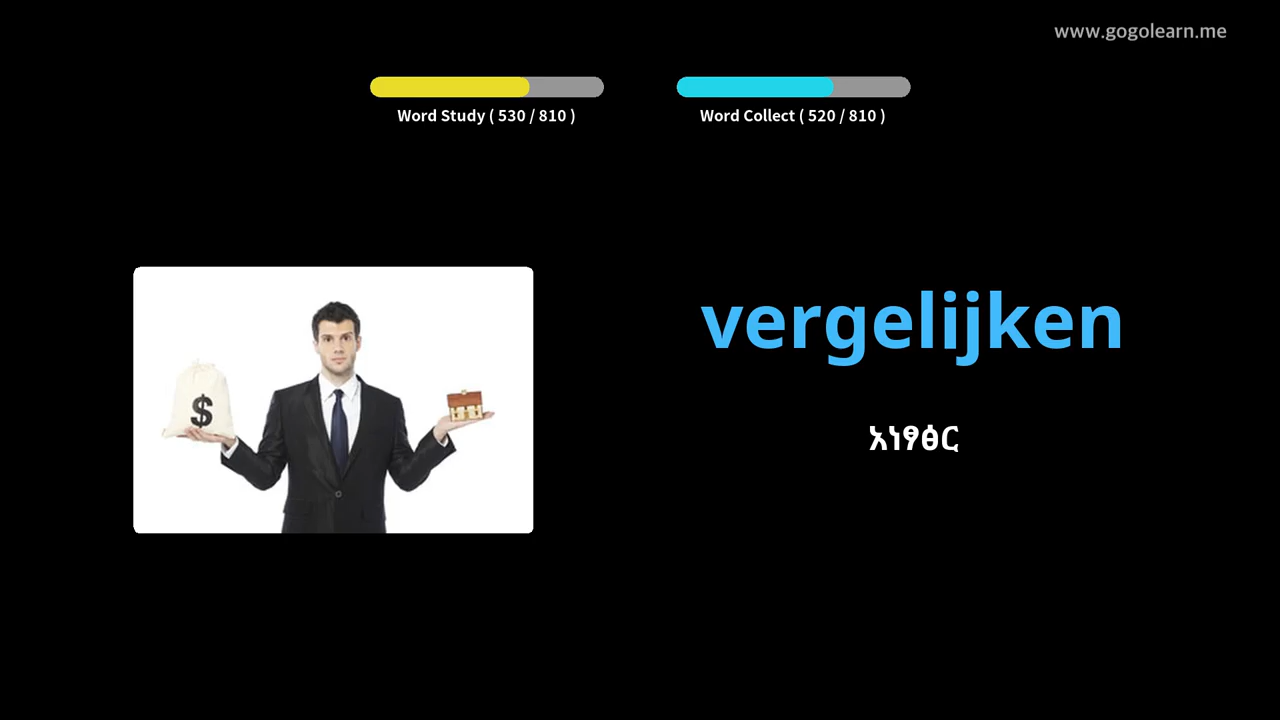 www.gogolearn.me
Word Study ( 530 / 810 )
Word Collect ( 520 / 810 )
$
vergelijken
አነፃፅር